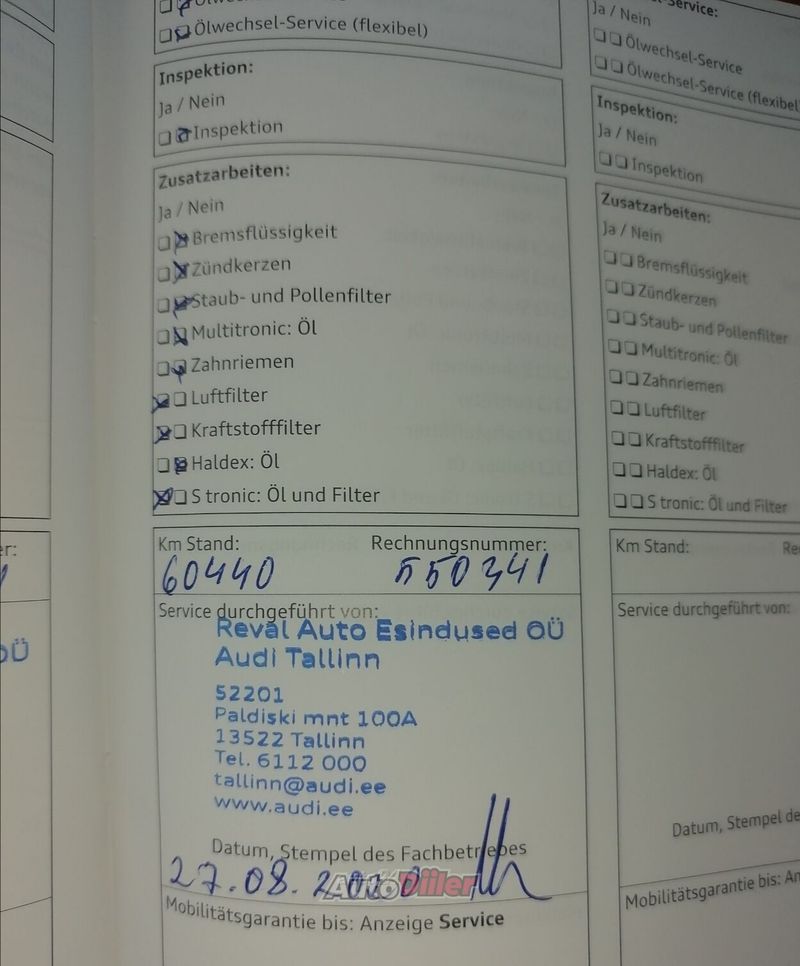 Ölwechsel-Service (flexibel)
Inspektion:
Ja / Nein
Inspektion
Zusatzarbeiten:
Ja / Nein
Bremsflüssigkeit
Zündkerzen
Staub- und Pollenfilter
Multitronic: Öl
Zahnriemen
Luftfilter
Kraftstofffilter
Haldex: Öl
S tronic: Öl und Filter
Km Stand: Rechnungsnummer:
60440 550341
Service durchgeführt von:
Reval Auto Esindused OÜ
Audi Tallinn
52201
Paldiski mnt 100A
13522 Tallinn
Tel. 6112 000
tallinn@audi.ee
www.audi.ee
Datum, Stempel des Fachbetriebes
27.08.
AutoDiiler
Mobilitätsgarantie bis: Anzeige Service
Ja / Nein
Ölwechsel-Service
Ölwechsel-Service (flexibel
Inspektion:
Ja / Nein
Inspektion
Zusatzarbeiten:
Ja / Nein
Bremsflüssigkeit
Zündkerzen
Staub- und Pollenfilter
Multitronic: Öl
Zahnriemen
Luftfilter
Kraftstofffilter
Haldex: Öl
S tronic: Öl und Filter
Km Stand:
Service durchgeführt von:
Datum, Stempel de
Mobilitätsgarantie bis: An